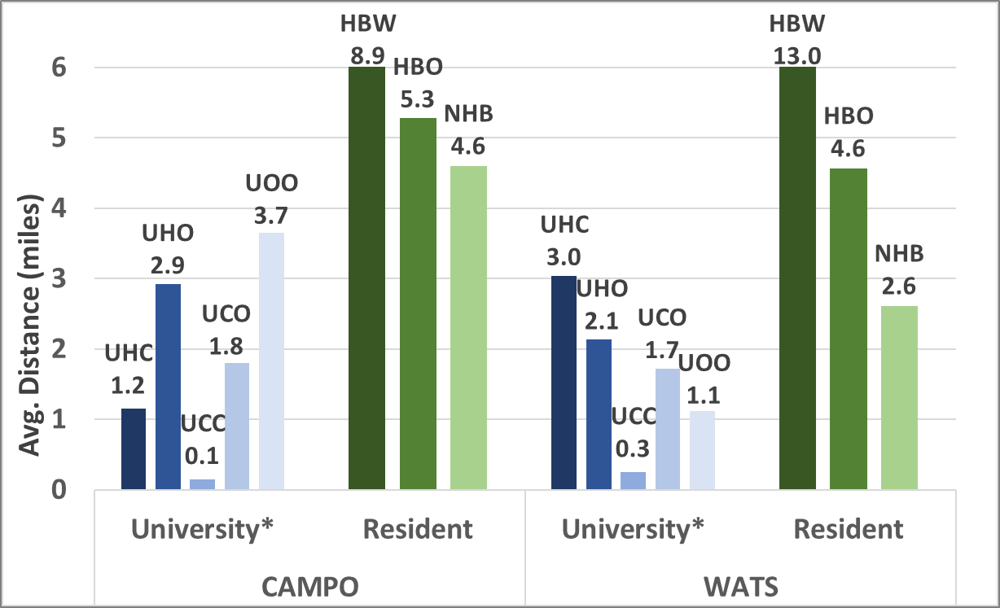 Avg. Distance (miles)
6
5
4
3
2
1
0
UHC
1.2
UHO
2.9
UCC
0.1
UCO
1.8
UOO
3.7
HBW
8.9
HBO
5.3
NHB
4.6
UHC
3.0
UHO
2.1
UCC
0.3
UCO
1.7
UOO
1.1
HBW
13.0
HBO
4.6
NHB
2.6
University*
Resident
University*
Resident
CAMPO
WATS